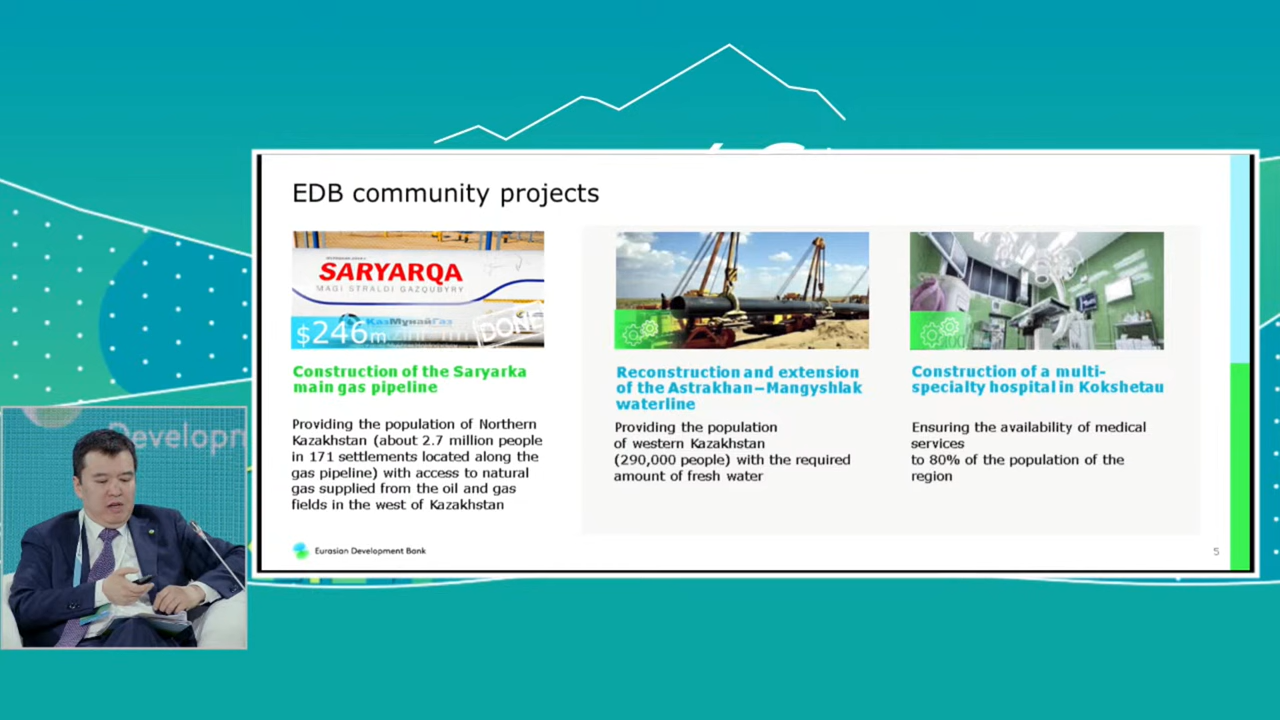 EDB community projects
SARYARQA
MAGISTRALDI GAZQUBYRY
ҚазМұнайГаз
$246m
DONE
Construction of the Saryarka
main gas pipeline
Providing the population of Northern
Kazakhstan (about 2.7 million people
in 171 settlements located along the
gas pipeline) with access to natural
gas supplied from the oil and gas
fields in the west of Kazakhstan
Reconstruction and extension
of the Astrakhan–Mangyshlak
waterline
Providing the population
of western Kazakhstan
(290,000 people) with the required
amount of fresh water
Construction of a multi-
specialty hospital in Kokshetau
Ensuring the availability of medical
services
to 80% of the population of the
region
Eurasian Development Bank
5
Developn